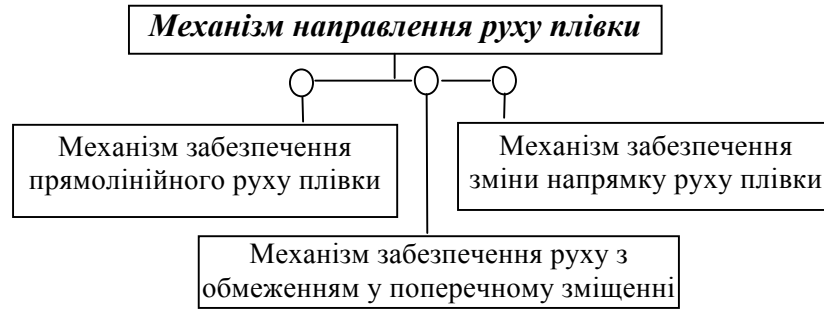 Механізм направлення руху плівки
Механізм забезпечення
прямолінійного руху плівки
Механізм забезпечення
зміни напрямку руху плівки
Механізм забезпечення руху з
обмеженням у поперечному зміщенні